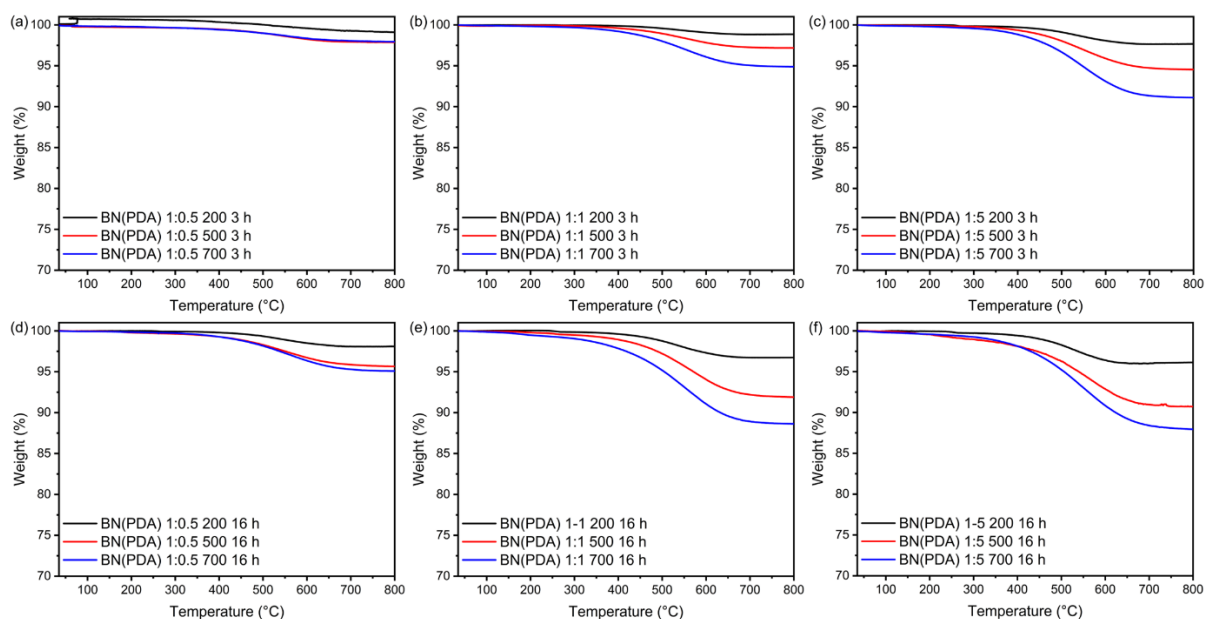 (a)
100
95
90
85
80
75
70
Weight (%)
BN(PDA) 1:0.5 200 3 h
BN(PDA) 1:0.5 500 3 h
BN(PDA) 1:0.5 700 3 h
100 200 300 400 500 600 700 800
Temperature (°C)
(b)
100
95
90
85
80
75
70
Weight (%)
BN(PDA) 1:1 200 3 h
BN(PDA) 1:1 500 3 h
BN(PDA) 1:1 700 3 h
100 200 300 400 500 600 700 800
Temperature (°C)
(c)
100
95
90
85
80
75
70
Weight (%)
BN(PDA) 1:5 200 3 h
BN(PDA) 1:5 500 3 h
BN(PDA) 1:5 700 3 h
100 200 300 400 500 600 700 800
Temperature (°C)
(d)
100
95
90
85
80
75
70
Weight (%)
BN(PDA) 1:0.5 200 16 h
BN(PDA) 1:0.5 500 16 h
BN(PDA) 1:0.5 700 16 h
100 200 300 400 500 600 700 800
Temperature (°C)
(e)
100
95
90
85
80
75
70
Weight (%)
BN(PDA) 1-1 200 16 h
BN(PDA) 1:1 500 16 h
BN(PDA) 1:1 700 16 h
100 200 300 400 500 600 700 800
Temperature (°C)
(f)
100
95
90
85
80
75
70
Weight (%)
BN(PDA) 1-5 200 16 h
BN(PDA) 1:5 500 16 h
BN(PDA) 1:5 700 16 h
100 200 300 400 500 600 700 800
Temperature (°C)